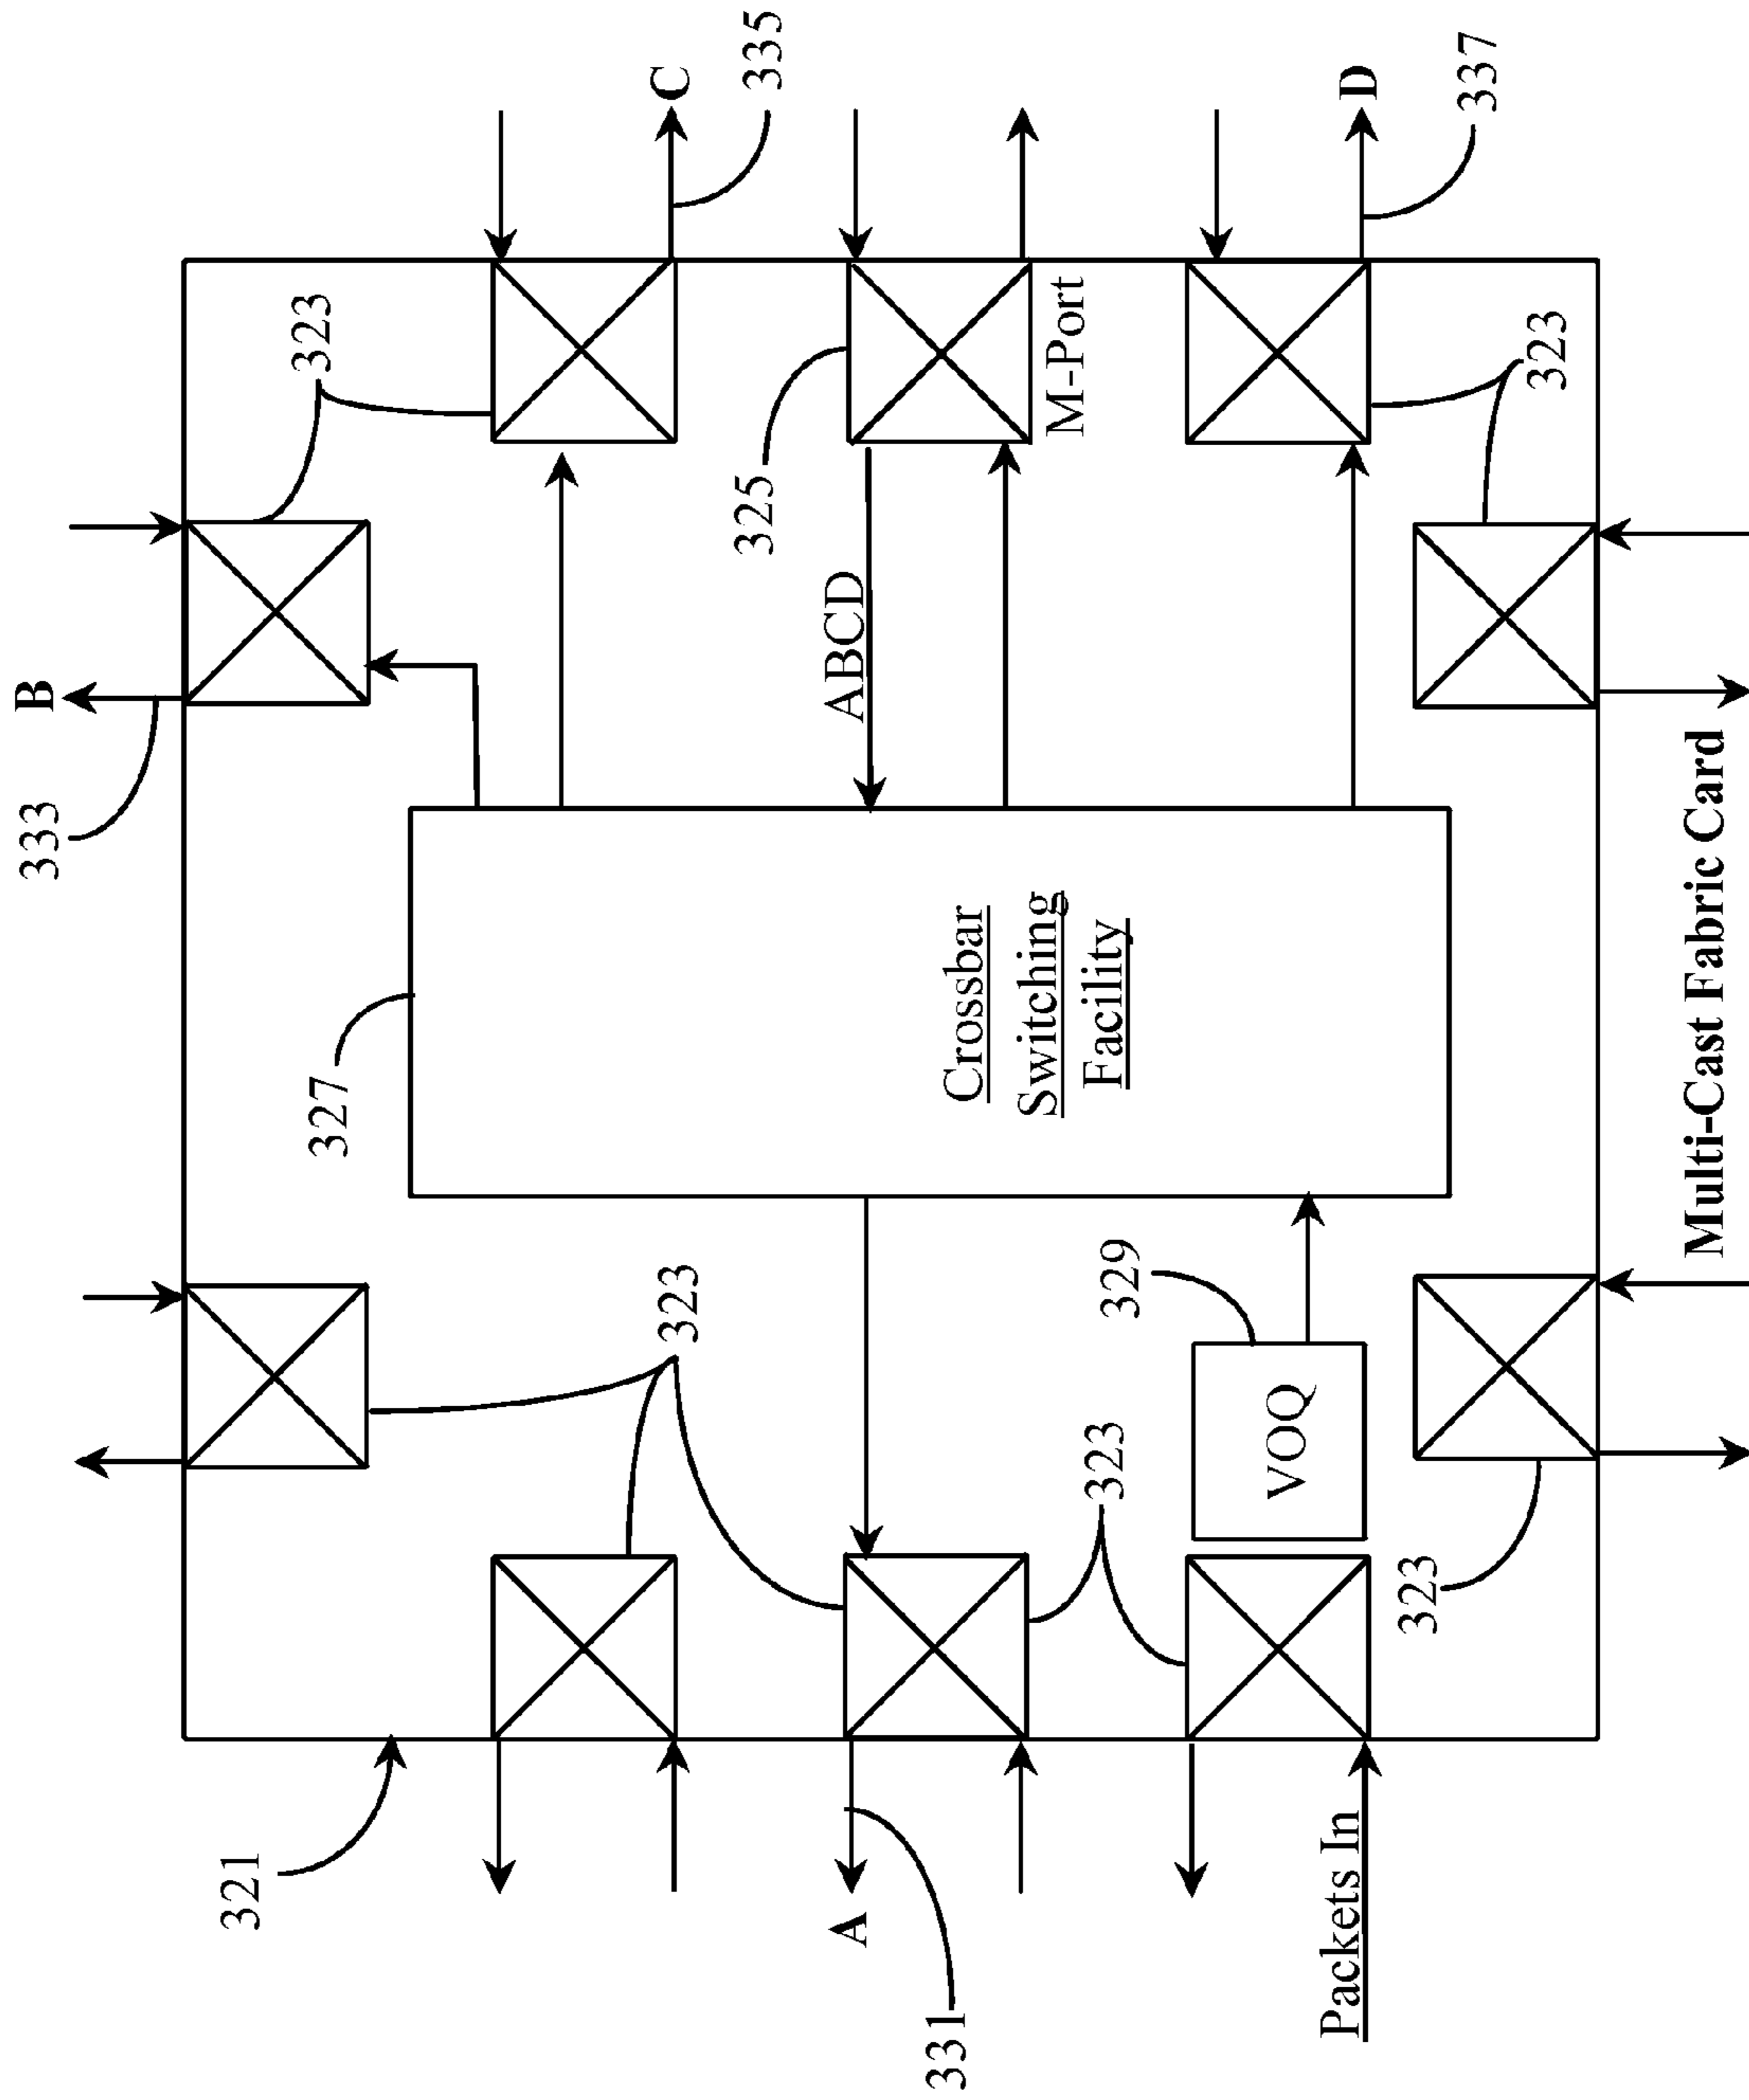 333
B
321
327
323
323
C
335
325
A
ABCD
331
Crossbar
Switching
Facility
M-Port
323
329
VOQ
Packets In
D
323
337
323
Multi-Cast Fabric Card